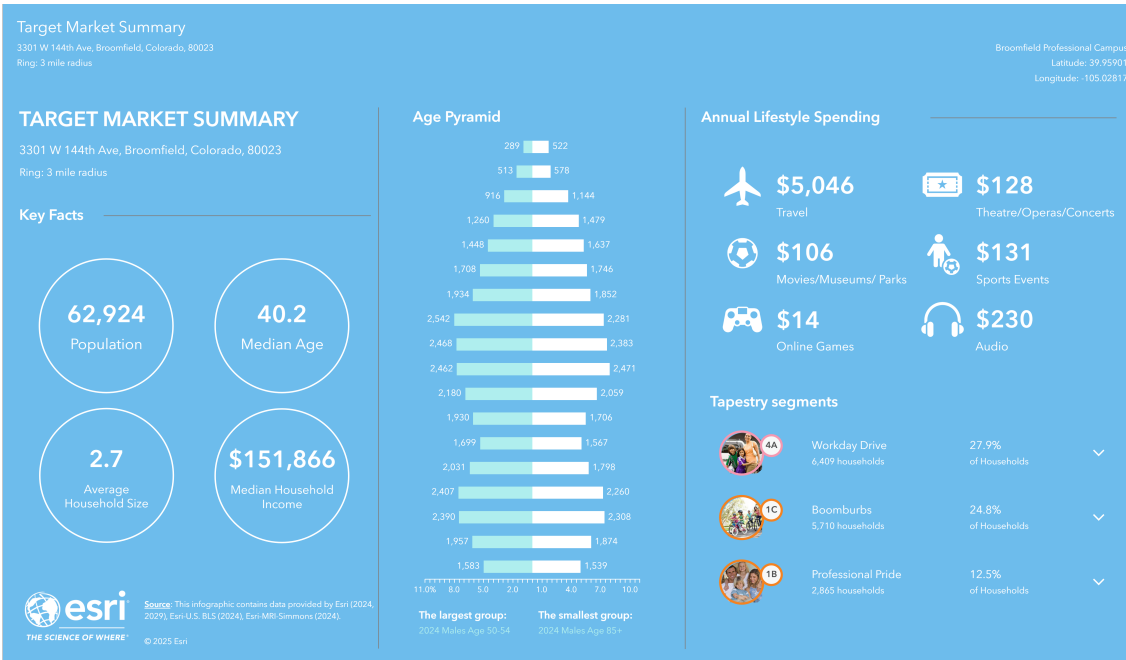 Target Market Summary
3301 W 144th Ave, Broomfield, Colorado, 80023
Ring: 3 mile radius
Broomfield Professional Campus
Latitude: 39.95901
Longitude: -105.02817
TARGET MARKET SUMMARY
3301 W 144th Ave, Broomfield, Colorado, 80023
Ring: 3 mile radius
Key Facts
62,924
Population
40.2
Median Age
2.7
Average
Household Size
$151,866
Median Household
Income
esri
THE SCIENCE OF WHERE®
Source: This infographic contains data provided by Esri (2024,
2029), Esri-U.S. BLS (2024), Esri-MRI-Simmons (2024).
© 2025 Esri
Age Pyramid
289 522
513 578
916 1,144
1,260 1,479
1,448 1,637
1,708 1,746
1,934 1,852
2,542 2,281
2,468 2,383
2,462 2,471
2,180 2,059
1,930 1,706
1,699 1,567
2,031 1,798
2,407 2,260
2,390 2,308
1,957 1,874
1,583 1,539
11.0% 8.0 5.0 2.0 1.0 4.0 7.0 10.0
The largest group:
2024 Males Age 50-54
The smallest group:
2024 Males Age 85+
Annual Lifestyle Spending
$5,046
Travel
$128
Theatre/Operas/Concerts
$106
Movies/Museums/ Parks
$131
Sports Events
$14
Online Games
$230
Audio
Tapestry segments
4A
Workday Drive
6,409 households
27.9%
of Households
1C
Boomburbs
5,710 households
24.8%
of Households
1B
Professional Pride
2,865 households
12.5%
of Households